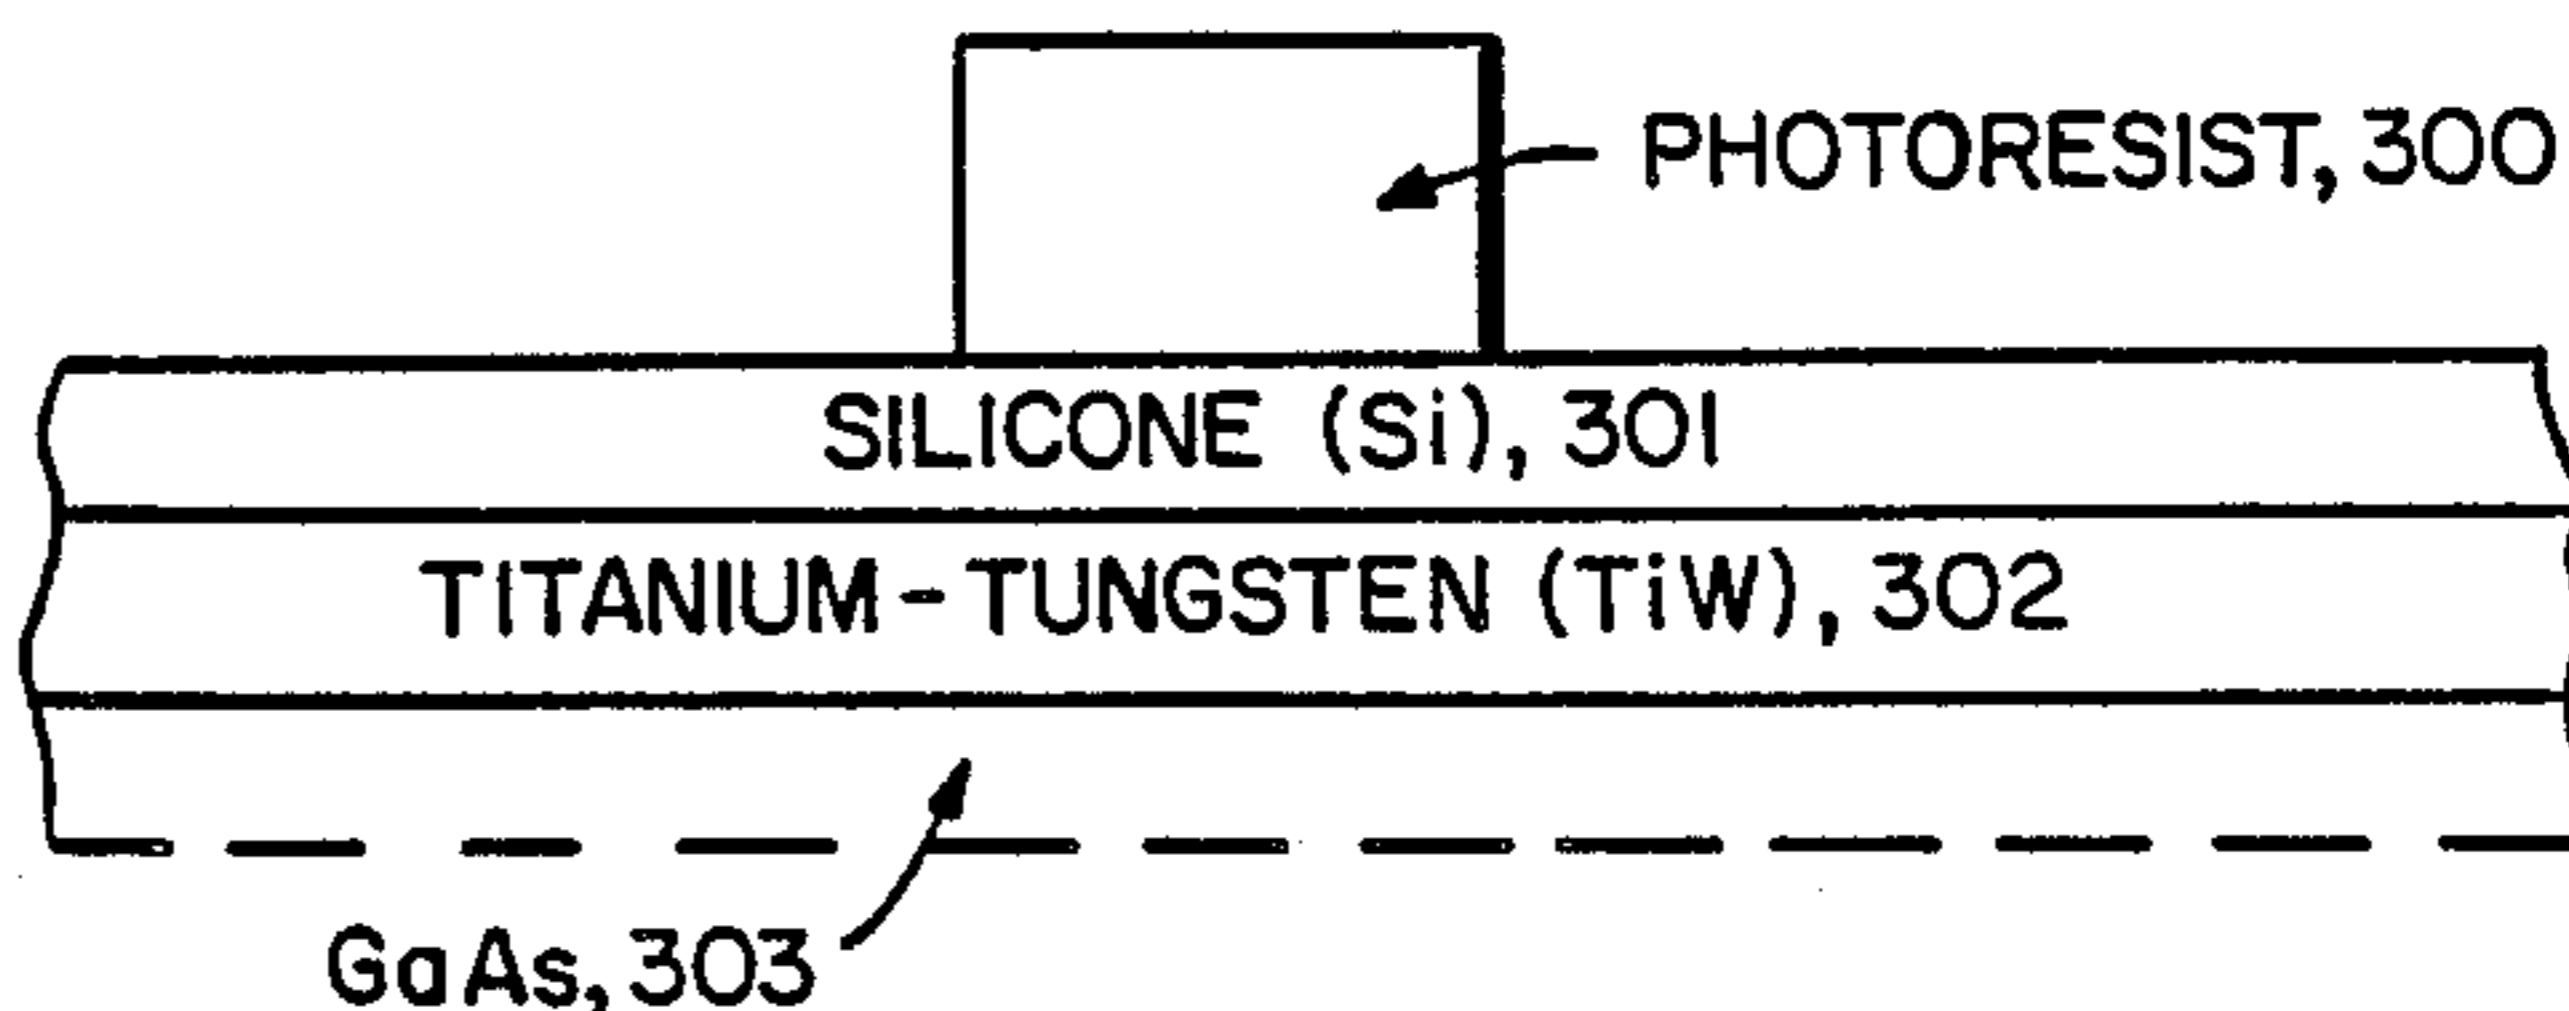 PHOTORESIST, 300
SILICONE (Si), 301
TITANIUM-TUNGSTEN (TiW), 302
GaAs, 303